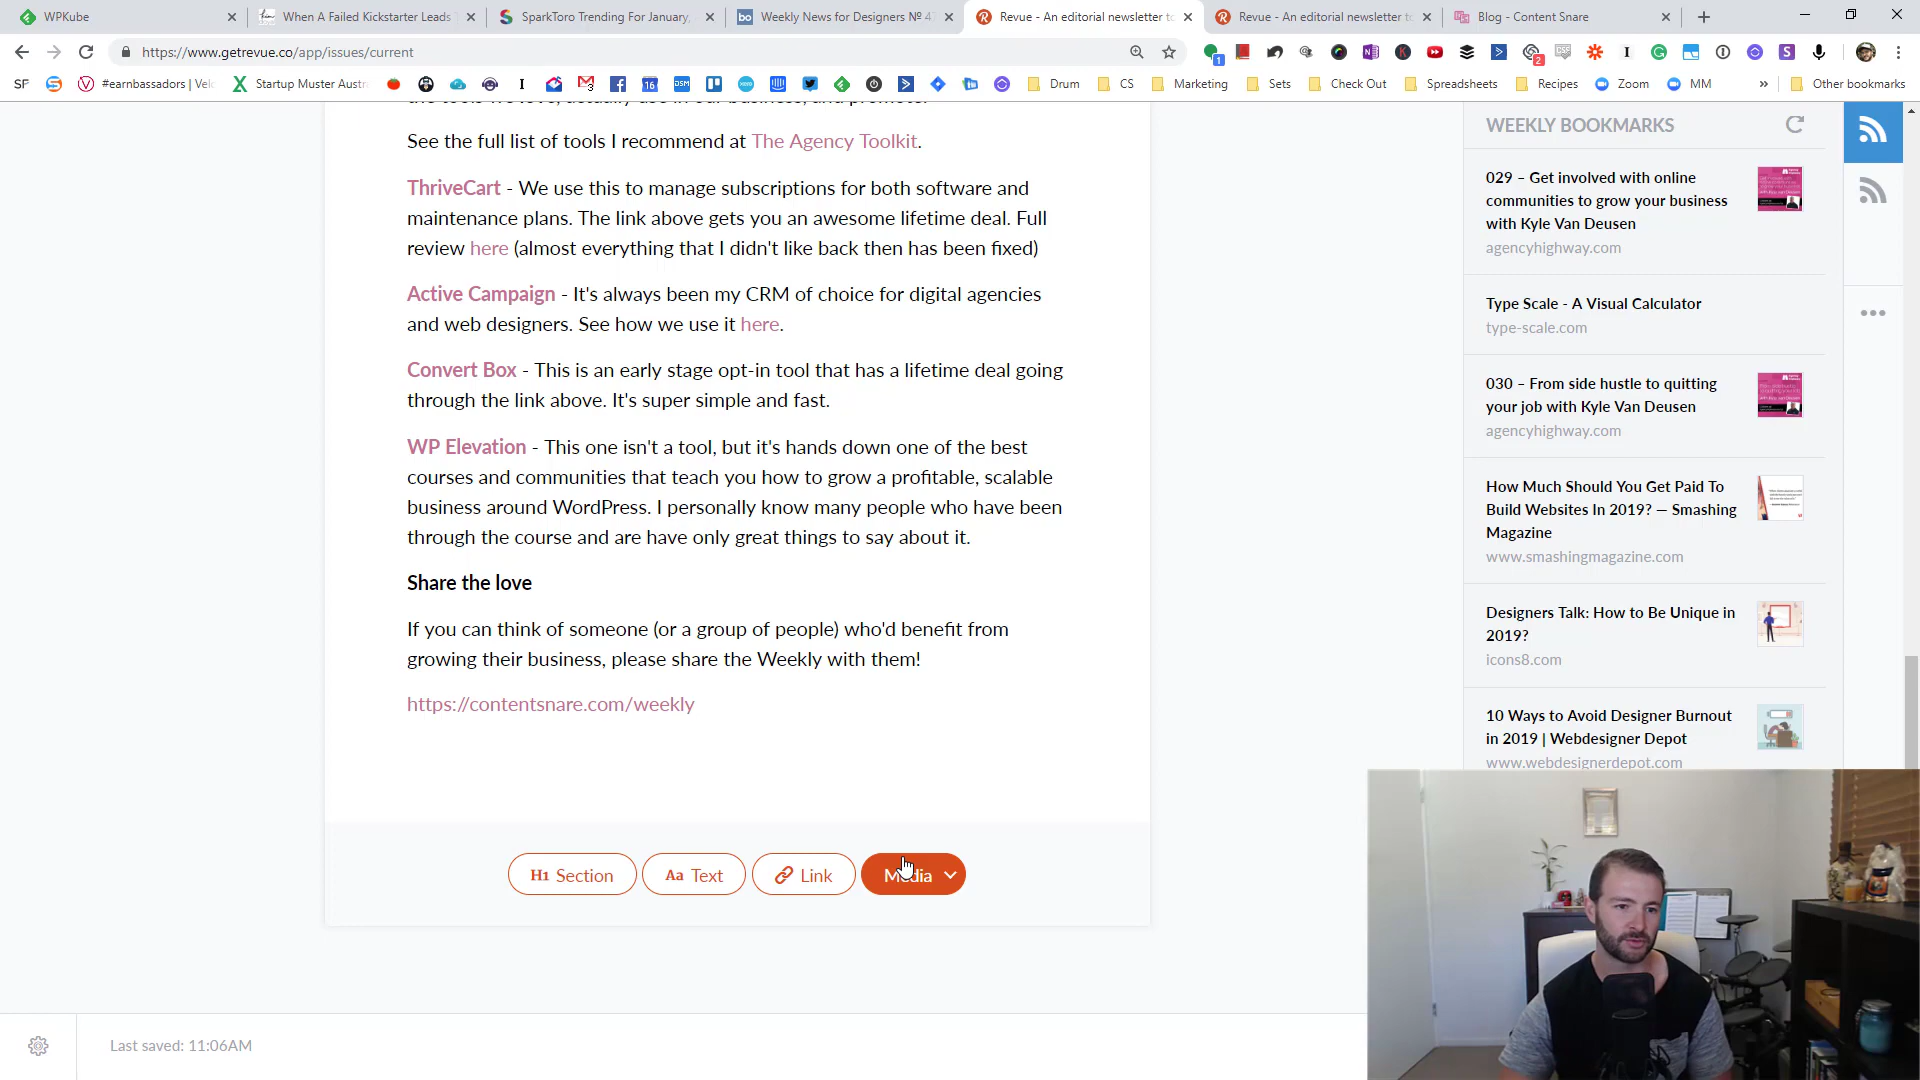 WPKube
When A Failed Kickstarter Leads
SparkToro Trending For January,
Weekly News for Designers № 4
Revue - An editorial newsletter to
Revue - An editorial newsletter to
Blog - Content Snare
https://www.getrevue.co/app/issues/current
SF
#earnbassadors | Vel
Startup Muster Austr
Drum
CS
Marketing
Sets
Check Out
Spreadsheets
Recipes
Zoom
MM
»
Other bookmarks
See the full list of tools I recommend at The Agency Toolkit.
ThriveCart - We use this to manage subscriptions for both software and
maintenance plans. The link above gets you an awesome lifetime deal. Full
review here (almost everything that I didn't like back then has been fixed)
Active Campaign - It's always been my CRM of choice for digital agencies
and web designers. See how we use it here.
Convert Box - This is an early stage opt-in tool that has a lifetime deal going
through the link above. It's super simple and fast.
WP Elevation - This one isn't a tool, but it's hands down one of the best
courses and communities that teach you how to grow a profitable, scalable
business around WordPress. I personally know many people who have been
through the course and are have only great things to say about it.
Share the love
If you can think of someone (or a group of people) who'd benefit from
growing their business, please share the Weekly with them!
https://contentsnare.com/weekly
H1 Section
Aa Text
Link
Media
Last saved: 11:06AM
WEEKLY BOOKMARKS
029 – Get involved with online
communities to grow your business
with Kyle Van Deusen
agencyhighway.com
Type Scale - A Visual Calculator
type-scale.com
030 – From side hustle to quitting
your job with Kyle Van Deusen
agencyhighway.com
How Much Should You Get Paid To
Build Websites In 2019? — Smashing
Magazine
www.smashingmagazine.com
Designers Talk: How to Be Unique in
2019?
icons8.com
10 Ways to Avoid Designer Burnout
in 2019 | Webdesigner Depot
www.webdesignerdepot.com